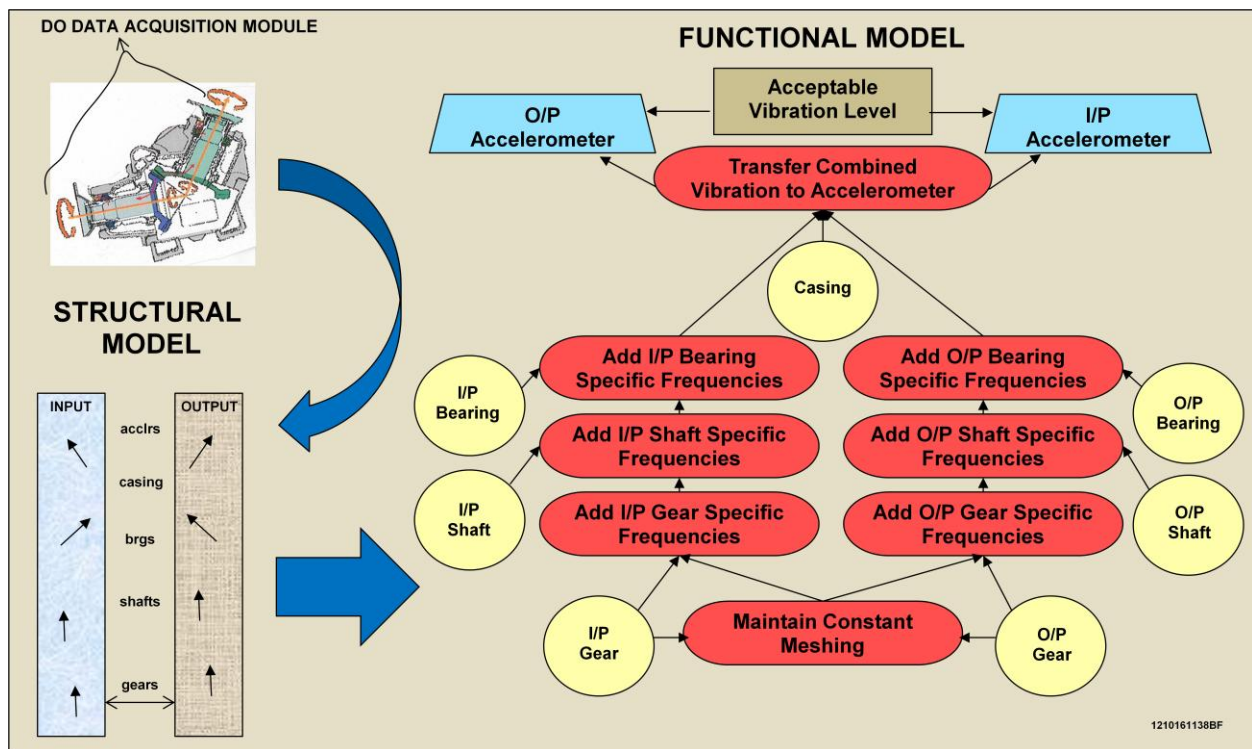 DO DATA ACQUISITION MODULE
STRUCTURAL
MODEL
INPUT
OUTPUT
acclrs
casing
brgs
shafts
gears
FUNCTIONAL MODEL
Acceptable
Vibration Level
O/P
Accelerometer
I/P
Accelerometer
Transfer Combined
Vibration to Accelerometer
Casing
Add I/P Bearing
Specific Frequencies
Add O/P Bearing
Specific Frequencies
I/P
Bearing
O/P
Bearing
Add I/P Shaft Specific
Frequencies
Add O/P Shaft Specific
Frequencies
I/P
Shaft
O/P
Shaft
Add I/P Gear Specific
Frequencies
Add O/P Gear Specific
Frequencies
I/P
Gear
Maintain Constant
Meshing
O/P
Gear
1210161138BF